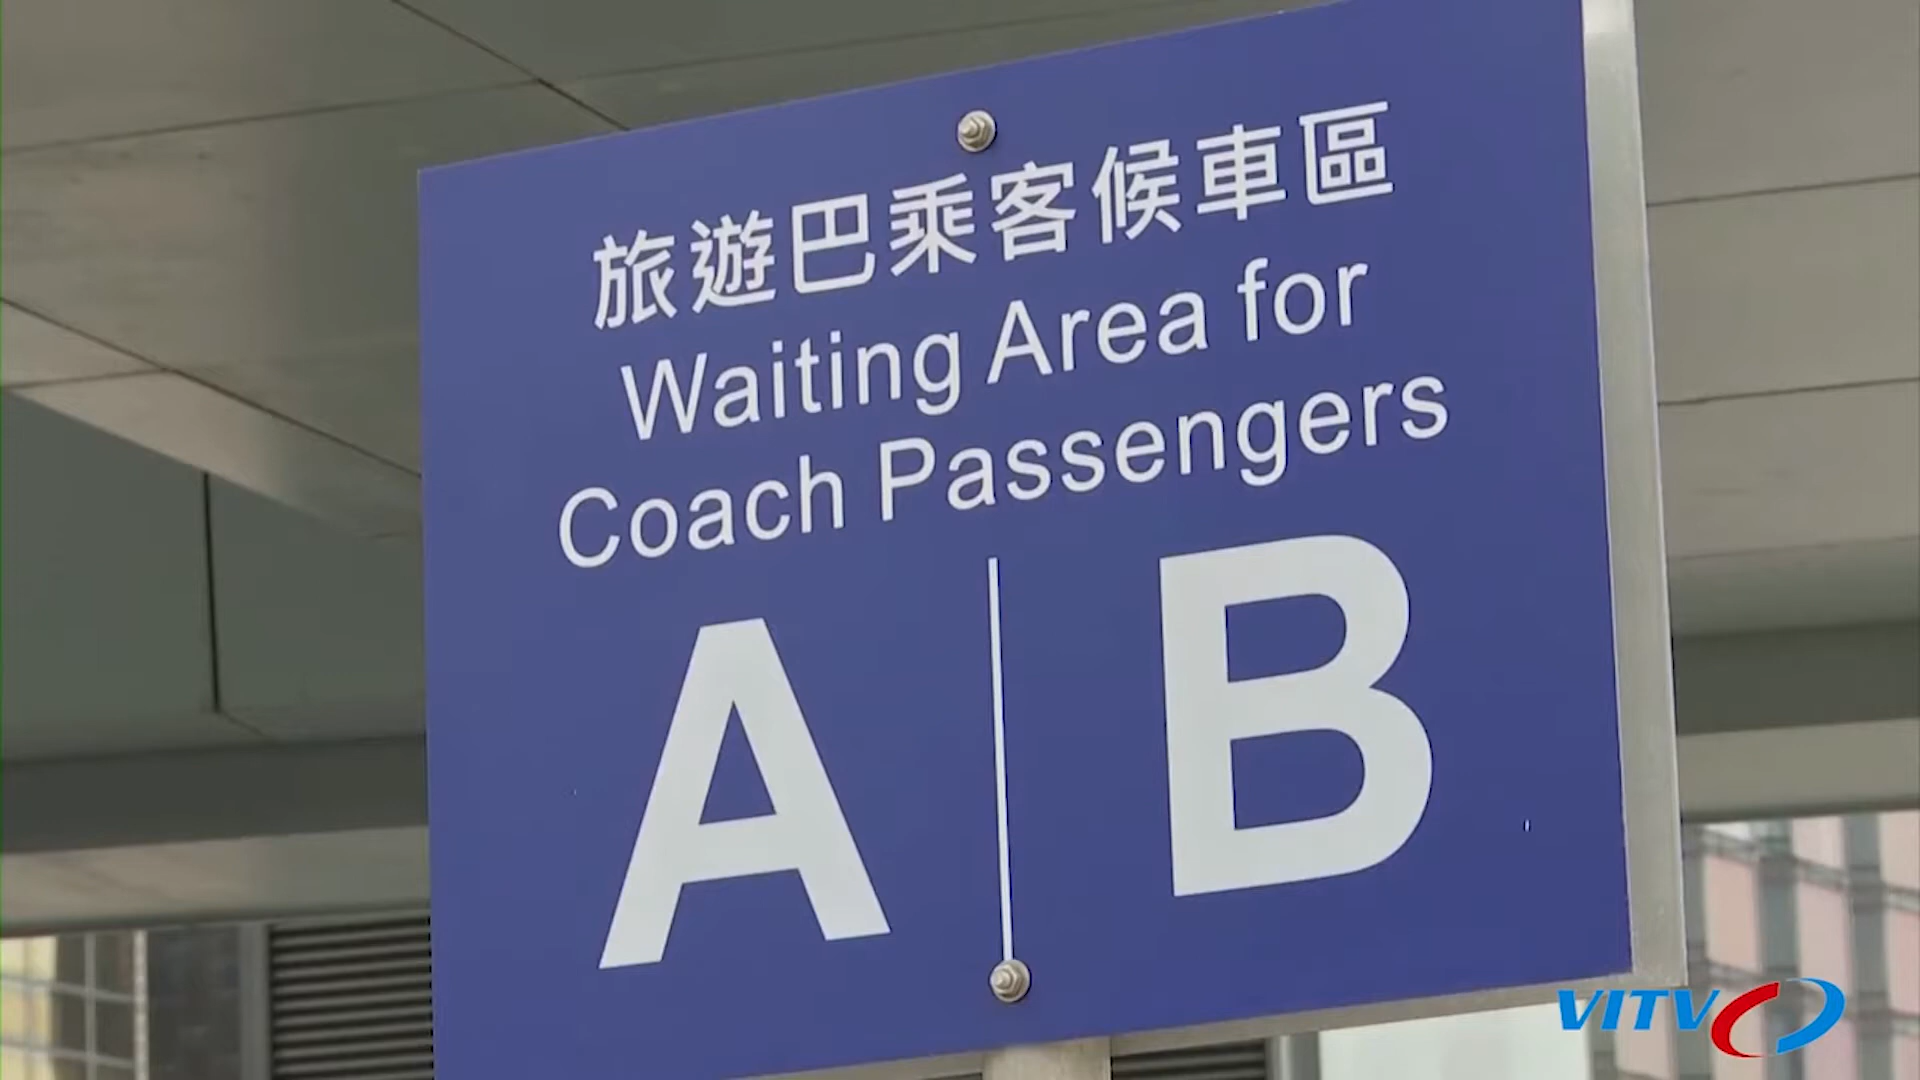 旅遊巴乘客候車區
Waiting Area for
Coach Passengers
A B
VITV